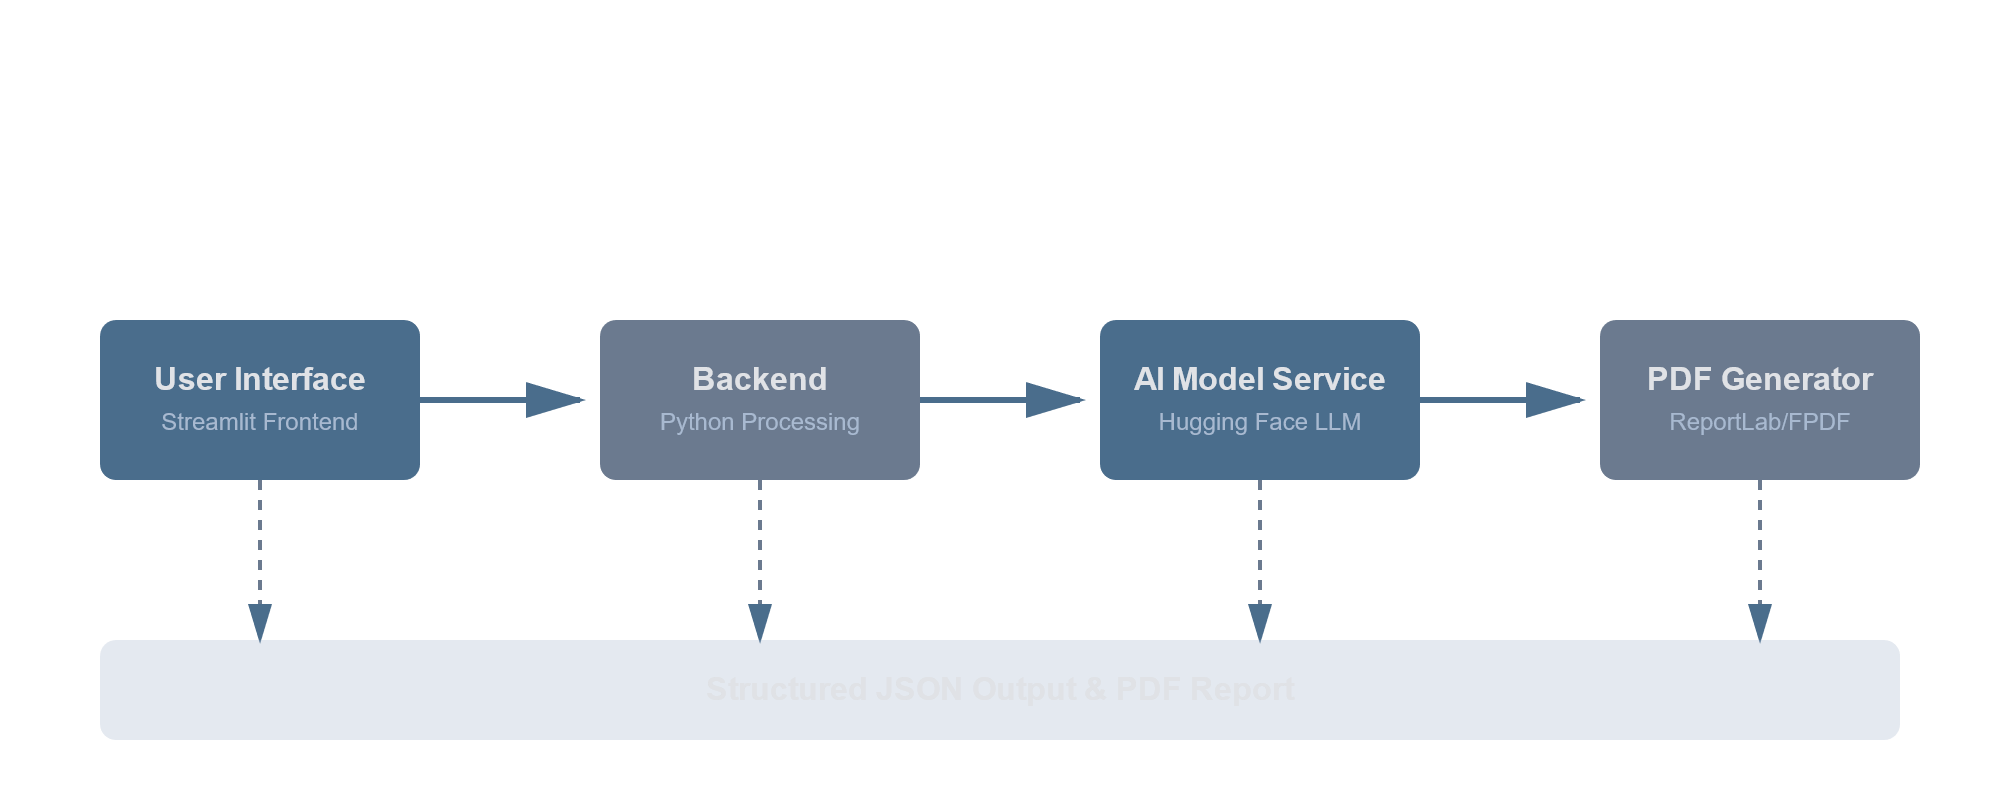 User Interface
Streamlit Frontend
Backend
Python Processing
AI Model Service
Hugging Face LLM
PDF Generator
ReportLab/FPDF
Structured JSON Output & PDF Report